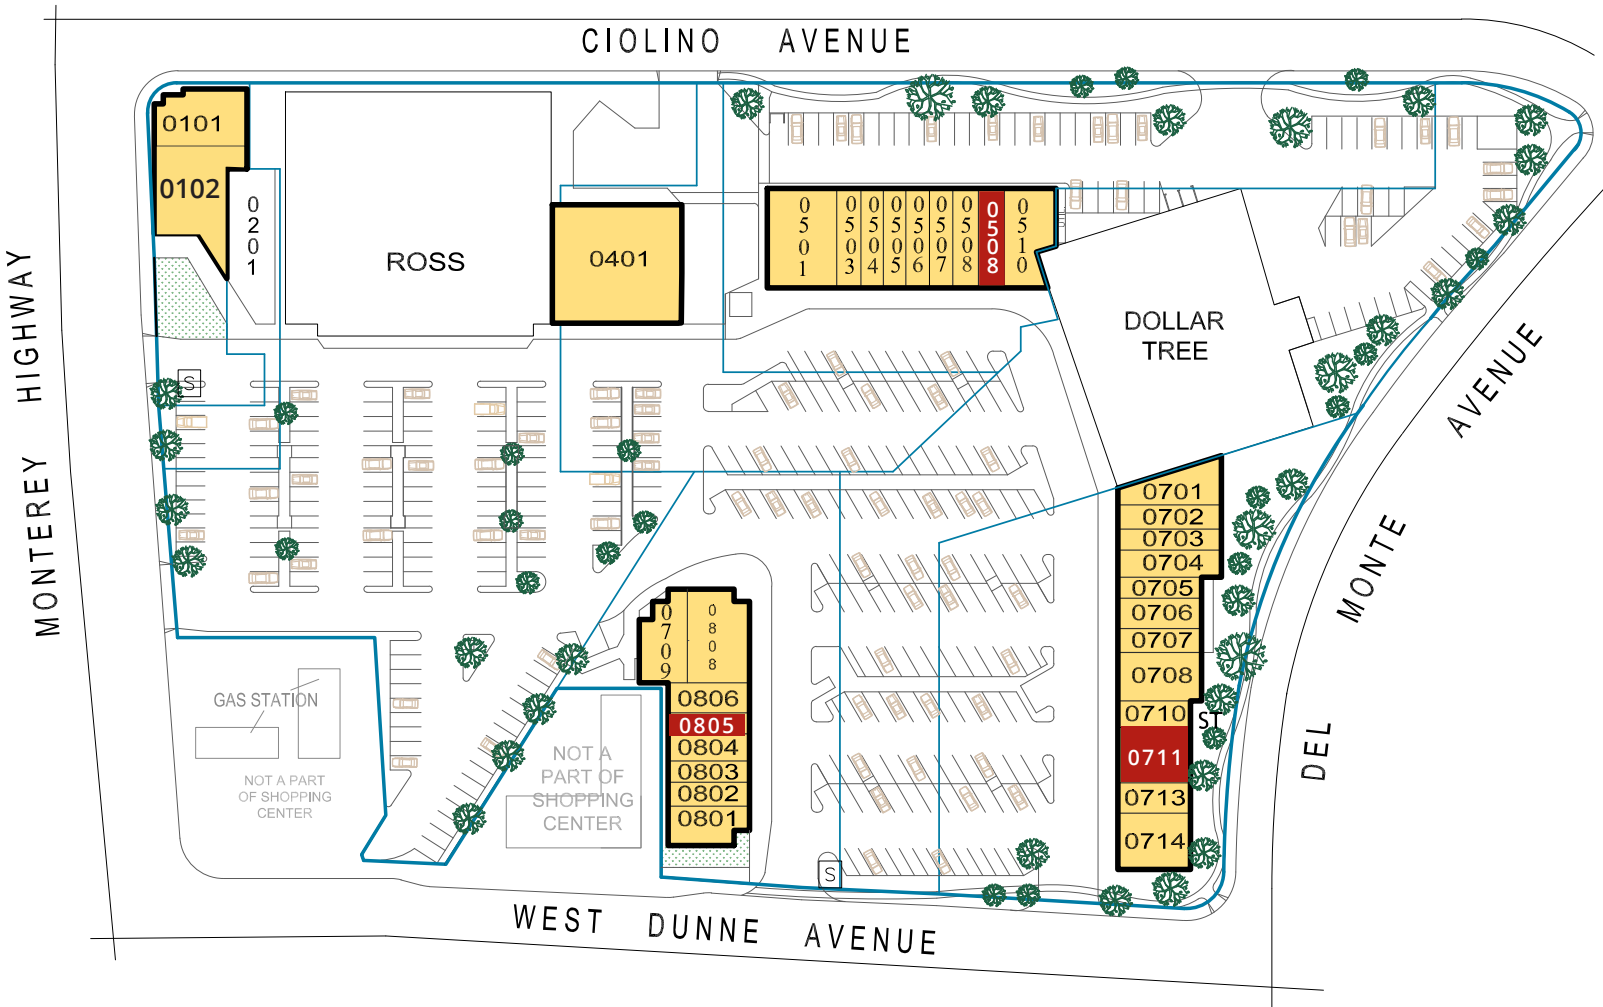 CIOLINO AVENUE
0101
0102
0201
ROSS
0401
0501
0503
0504
0505
0506
0507
0508
0508
0510
DOLLAR
TREE
MONTEREY HIGHWAY
DEL MONTE AVENUE
S
0701
0702
0703
0704
0705
0706
0707
0708
0710
ST
0711
0713
0714
0709
0808
0806
0805
0804
0803
0802
0801
GAS STATION
NOT A PART
OF SHOPPING
CENTER
NOT A
PART OF
SHOPPING
CENTER
S
WEST DUNNE AVENUE